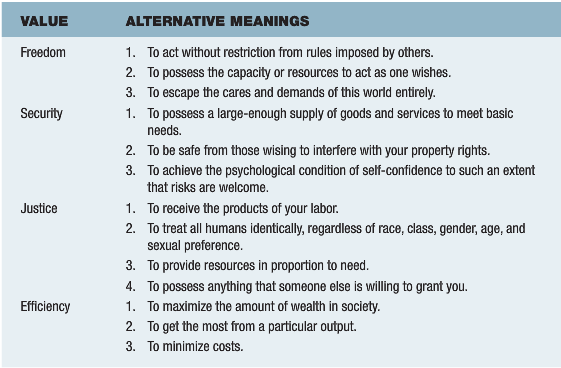 VALUE ALTERNATIVE MEANINGS
Freedom 1. To act without restriction from rules imposed by others.
2. To possess the capacity or resources to act as one wishes.
3. To escape the cares and demands of this world entirely.
Security 1. To possess a large-enough supply of goods and services to meet basic
needs.
2. To be safe from those wising to interfere with your property rights.
3. To achieve the psychological condition of self-confidence to such an extent
that risks are welcome.
Justice 1. To receive the products of your labor.
2. To treat all humans identically, regardless of race, class, gender, age, and
sexual preference.
3. To provide resources in proportion to need.
4. To possess anything that someone else is willing to grant you.
Efficiency 1. To maximize the amount of wealth in society.
2. To get the most from a particular output.
3. To minimize costs.